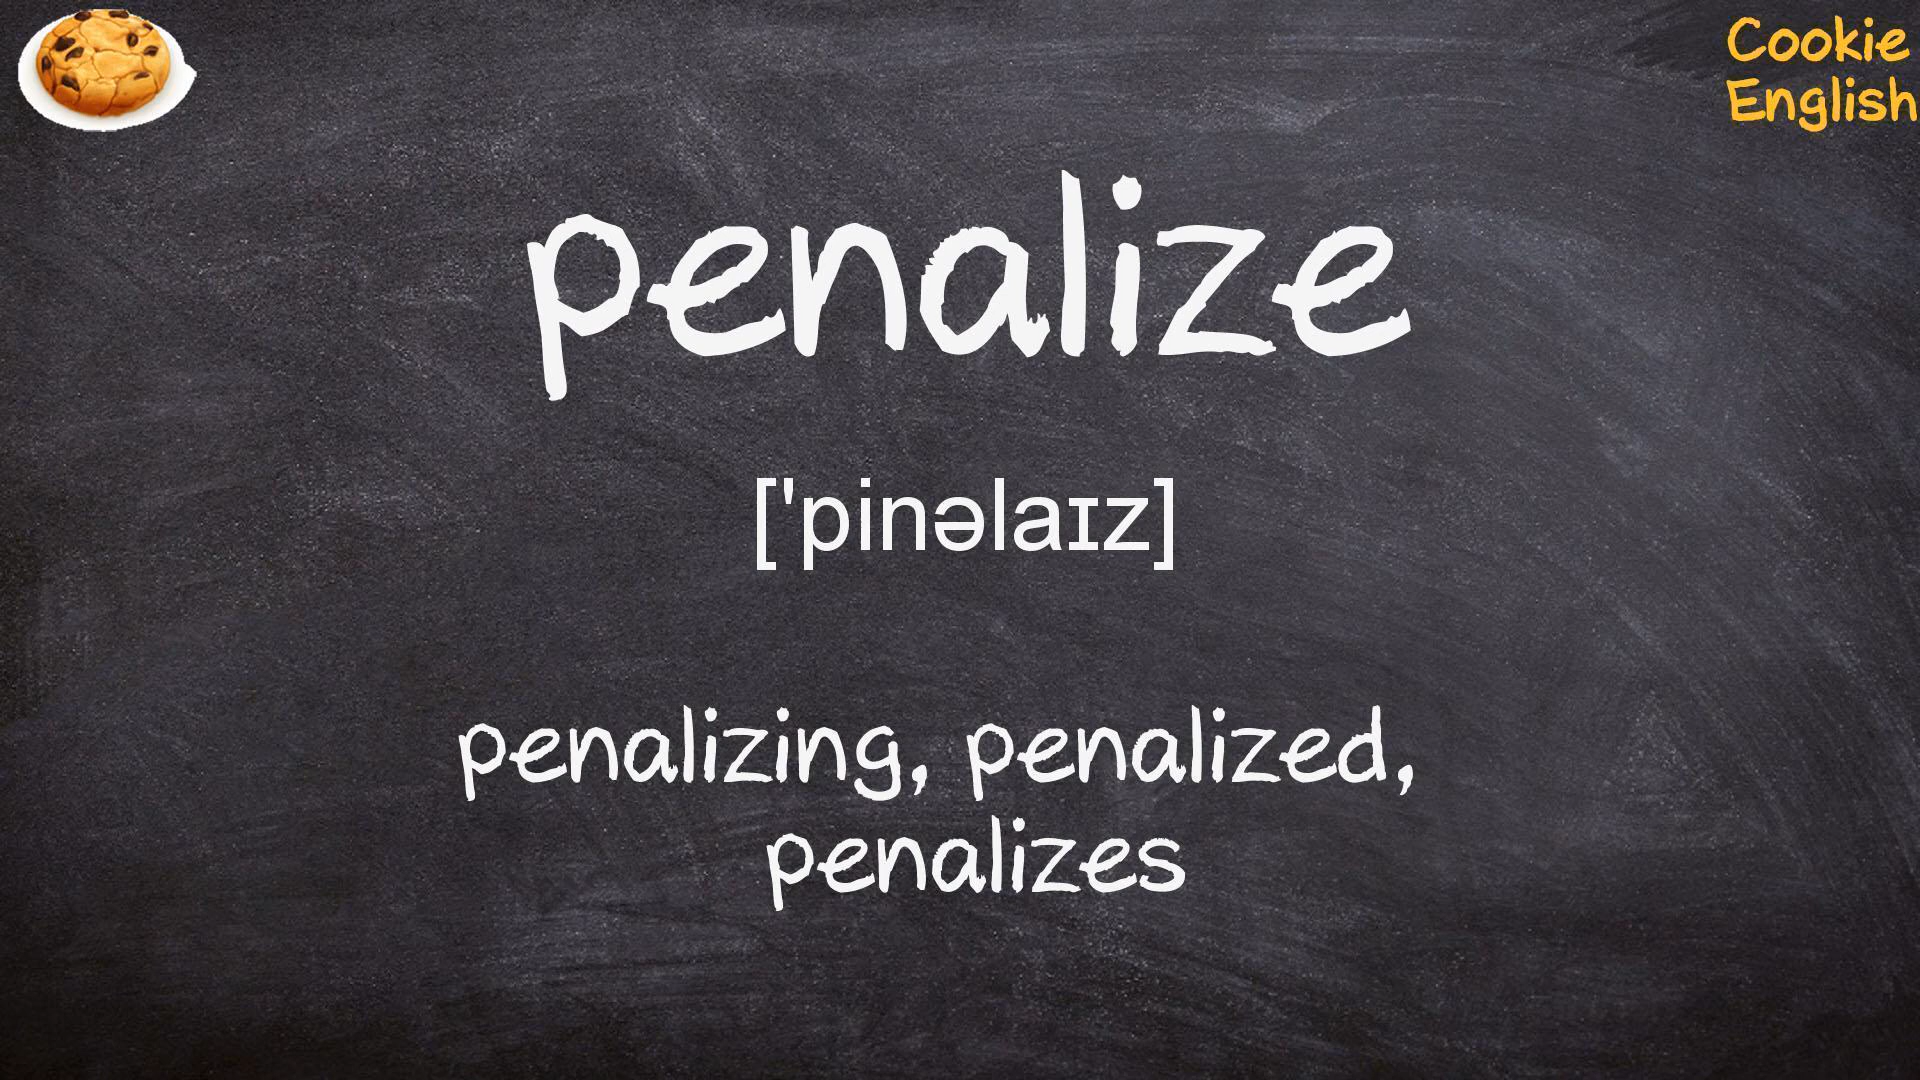 Cookie
English
penalize
['pinəlaɪz]
penalizing, penalized,
penalizes